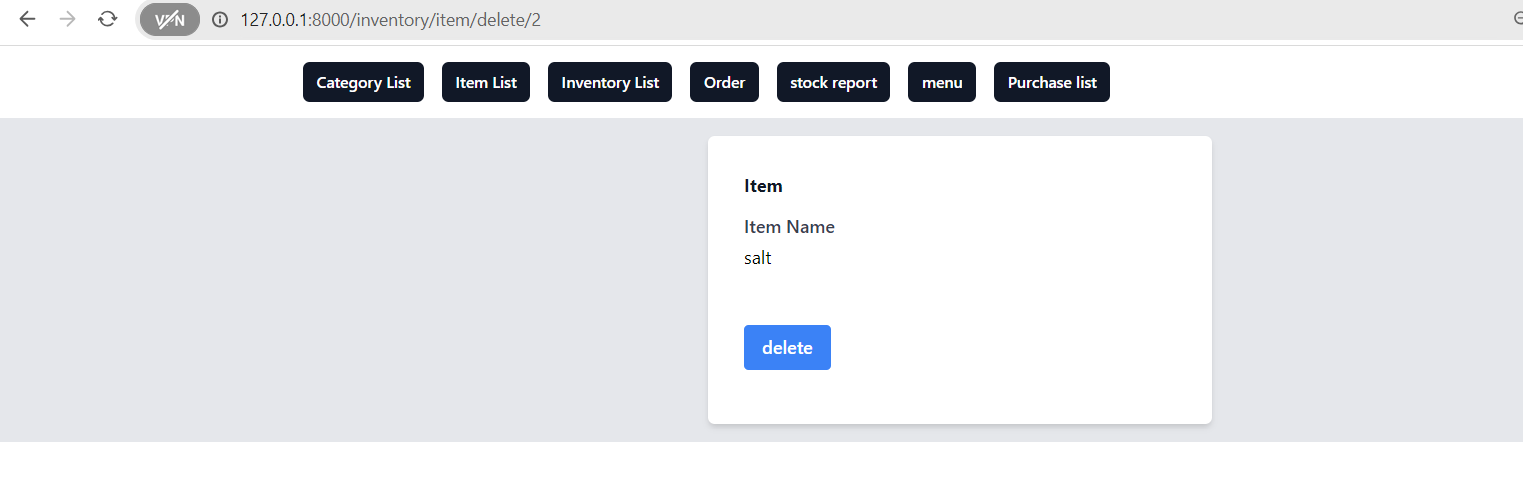 VPN 127.0.0.1:8000/inventory/item/delete/2
Category List Item List Inventory List Order stock report menu Purchase list
Item
Item Name
salt
delete